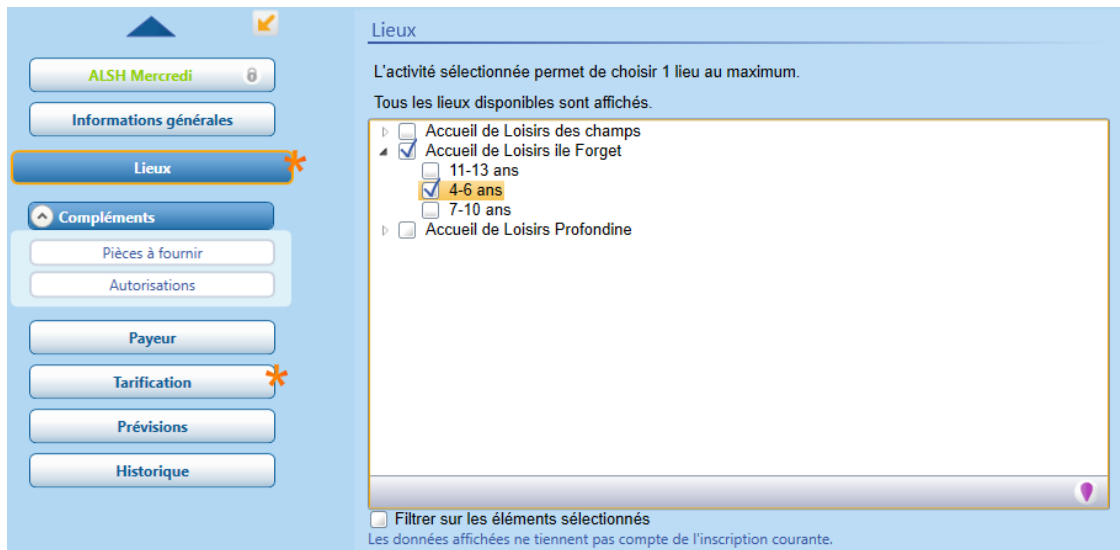 ALSH Mercredi
Informations générales
Lieux
Compléments
Pièces à fournir
Autorisations
Payeur
Tarification
Prévisions
Historique
Lieux
L'activité sélectionnée permet de choisir 1 lieu au maximum.
Tous les lieux disponibles sont affichés.
Accueil de Loisirs des champs
Accueil de Loisirs ile Forget
11-13 ans
4-6 ans
7-10 ans
Accueil de Loisirs Profondine
Filtrer sur les éléments sélectionnés
Les données affichées ne tiennent pas compte de l'inscription courante.